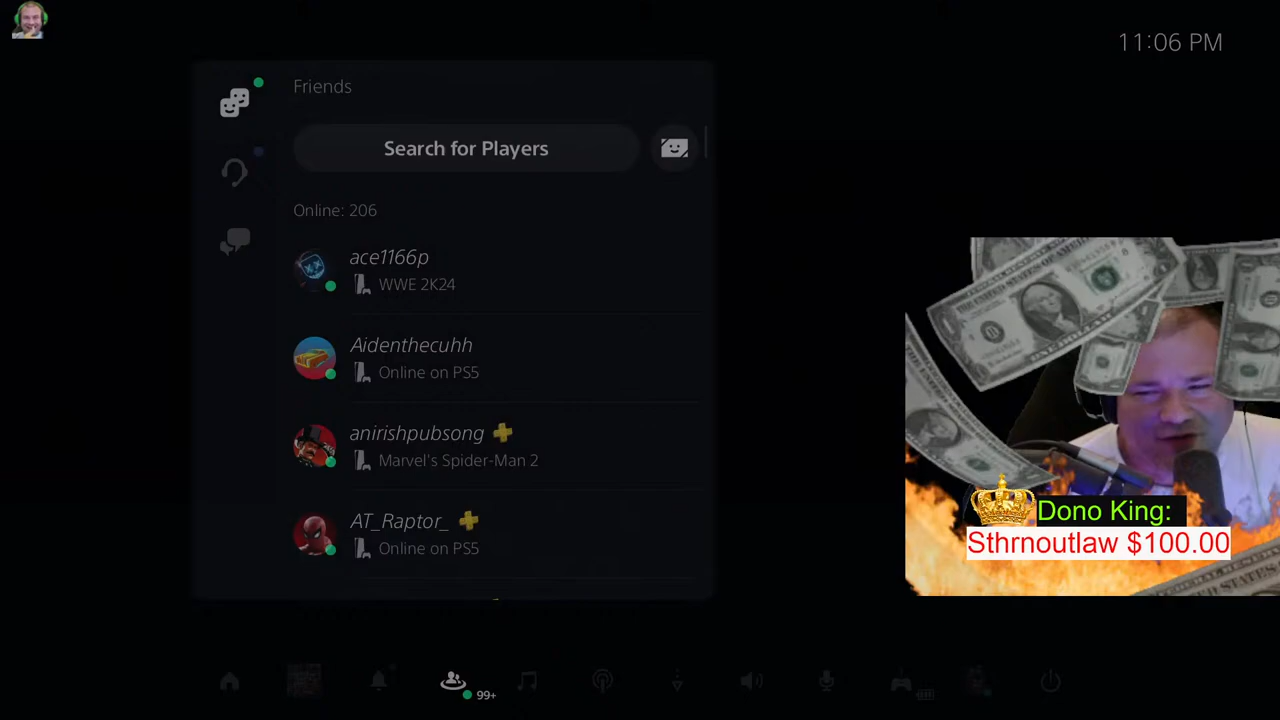 11:06 PM
Friends
Search for Players
Online: 206
ace1166p
WWE 2K24
Aidenthecuhh
Online on PS5
anirishpubsong
Marvel's Spider-Man 2
AT_Raptor_
Online on PS5
Dono King:
Sthrnoutlaw $100.00
99+